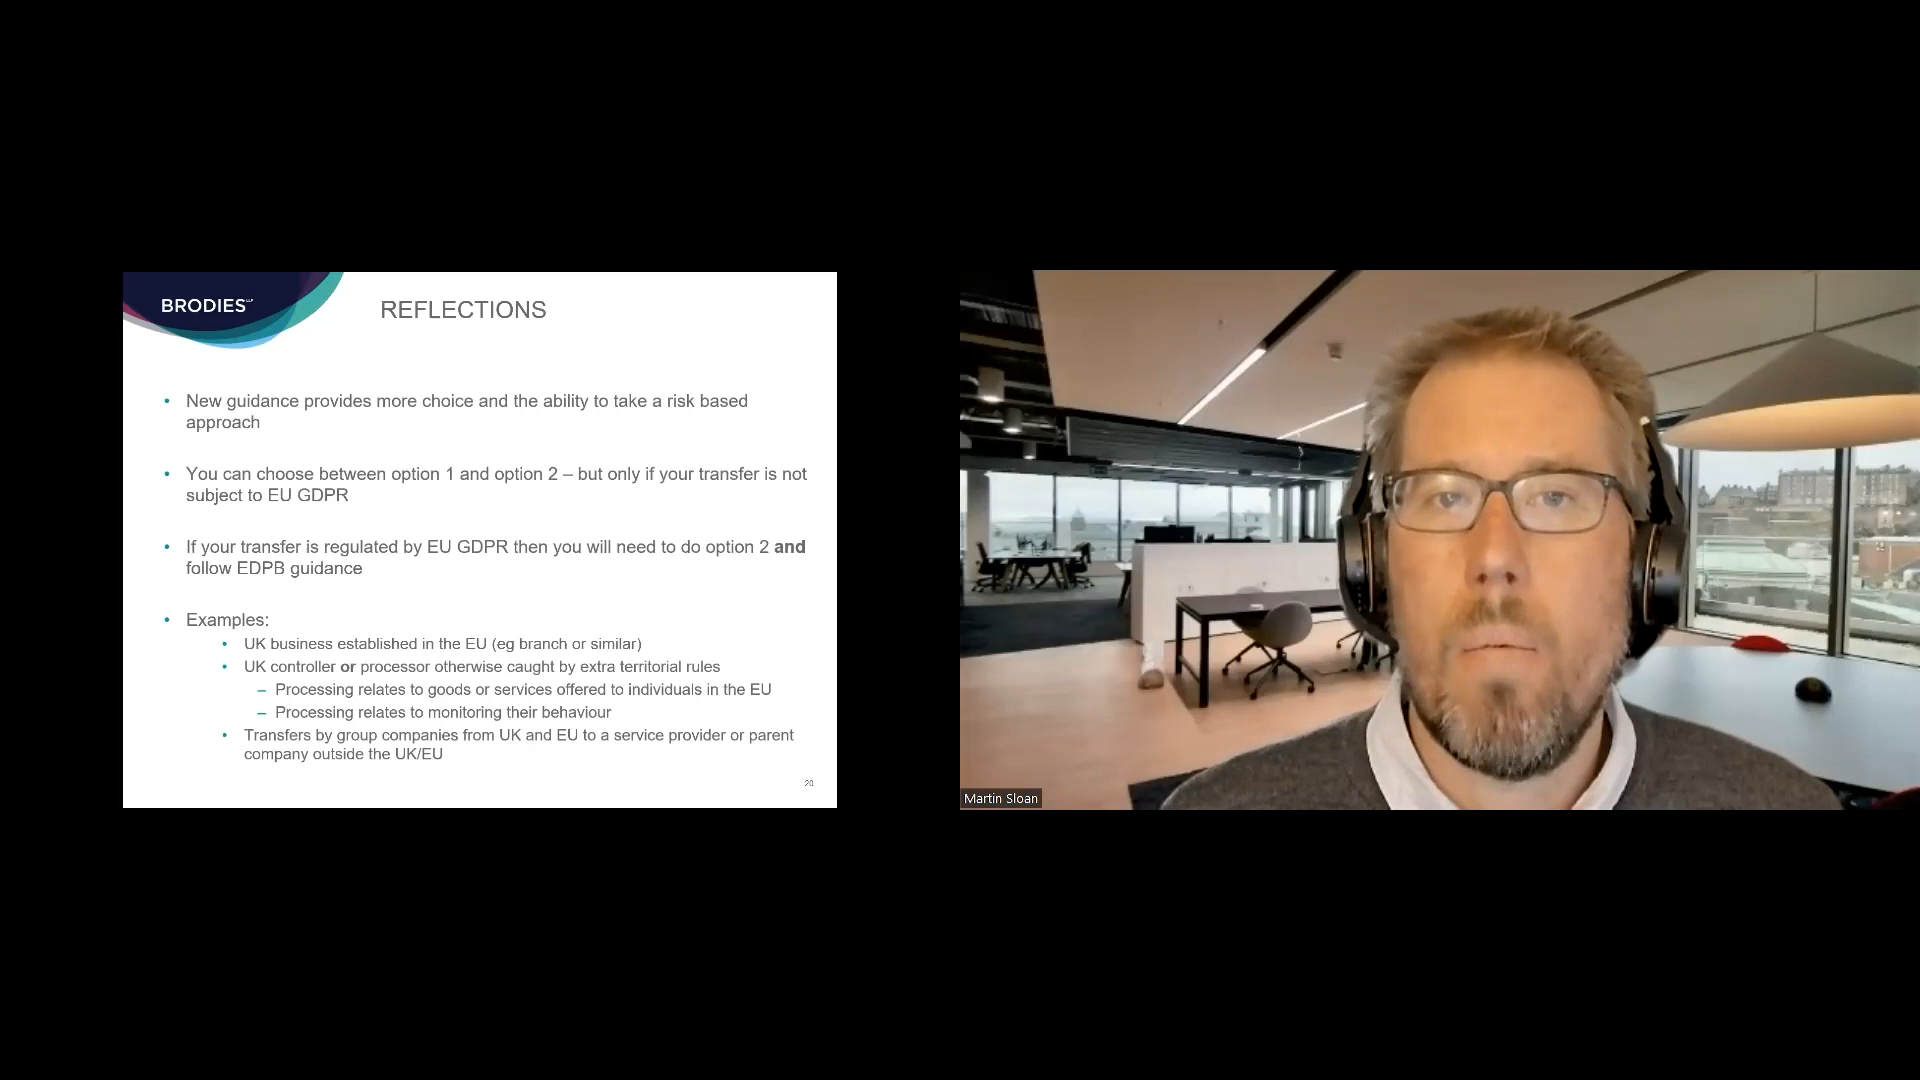 BRODIES LLP
REFLECTIONS
• New guidance provides more choice and the ability to take a risk based
approach
• You can choose between option 1 and option 2 – but only if your transfer is not
subject to EU GDPR
• If your transfer is regulated by EU GDPR then you will need to do option 2 and
follow EDPB guidance
• Examples:
• UK business established in the EU (eg branch or similar)
• UK controller or processor otherwise caught by extra territorial rules
– Processing relates to goods or services offered to individuals in the EU
– Processing relates to monitoring their behaviour
• Transfers by group companies from UK and EU to a service provider or parent
company outside the UK/EU
20
Martin Sloan